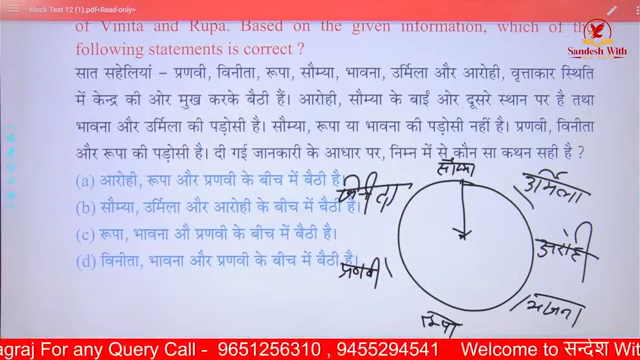 Mock Test 12 (1).pdf<Read-only>
of Vinita and Rupa. Based on the given information, which of the
following statements is correct ?
सात सहेलियां - प्रणवी, विनीता, रूपा, सौम्या, भावना, उर्मिला और आरोही, वृत्ताकार स्थिति
में केन्द्र की ओर मुख करके बैठी हैं। आरोही, सौम्या के बाईं ओर दूसरे स्थान पर है तथा
भावना और उर्मिला की पड़ोसी है। सौम्या, रूपा या भावना की पड़ोसी नहीं है। प्रणवी, विनीता
और रूपा की पड़ोसी है। दी गई जानकारी के आधार पर, निम्न में से कौन सा कथन सही है ?
(a) आरोही, रूपा और प्रणवी के बीच में बैठी है।
(b) सौम्या, उर्मिला और आरोही के बीच में बैठी है।
(c) रूपा, भावना औ प्रणवी के बीच में बैठी है।
(d) विनीता, भावना और प्रणवी के बीच में बैठी है।
सौम्या
उर्मिला
विनीता
आरोही
प्रणवी
भावना
रूपा
Sandesh With
agraj For any Query Call - 9651256310, 9455294541 Welcome to सन्देश With